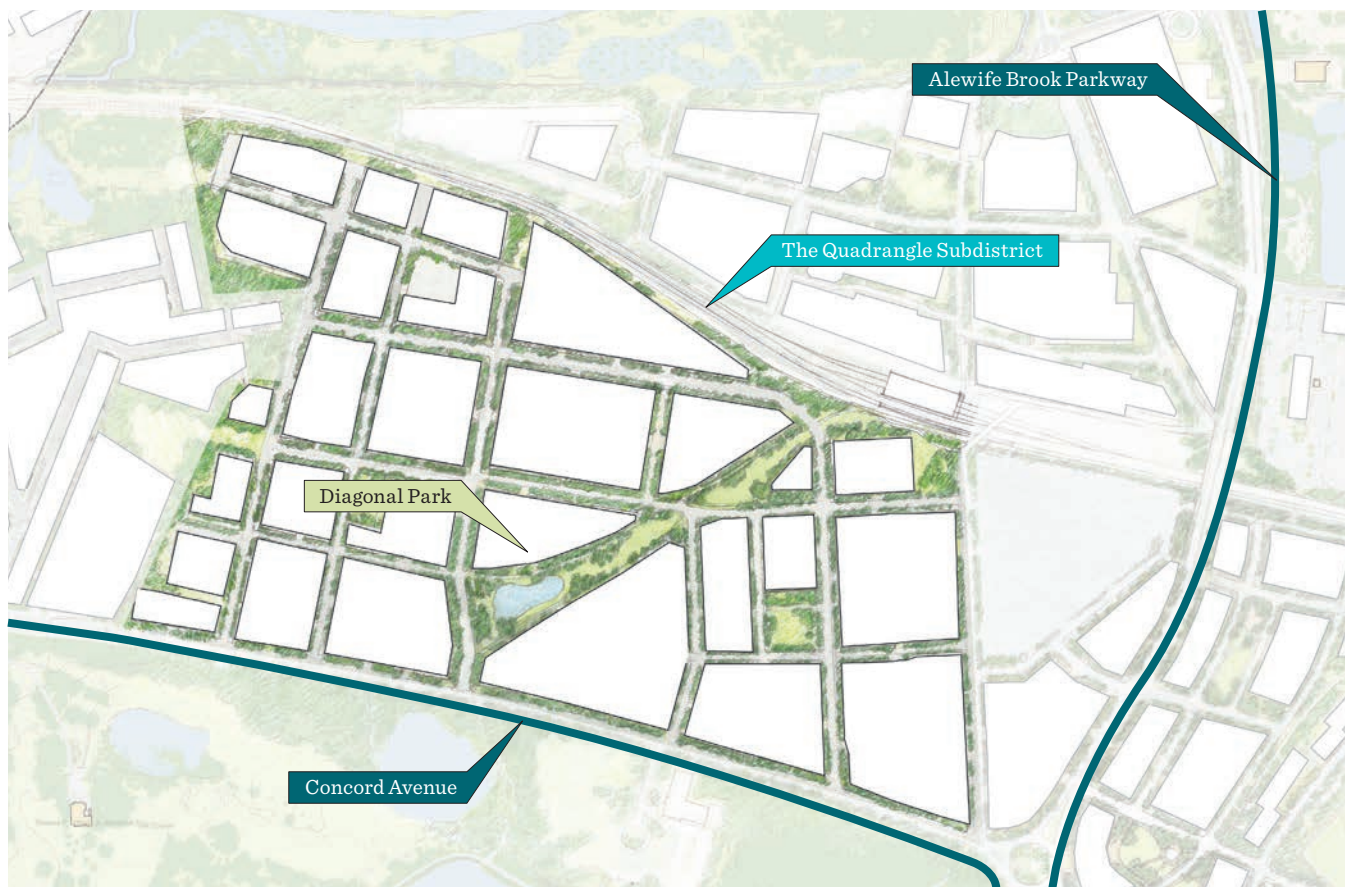 Alewife Brook Parkway
The Quadrangle Subdistrict
Diagonal Park
Concord Avenue